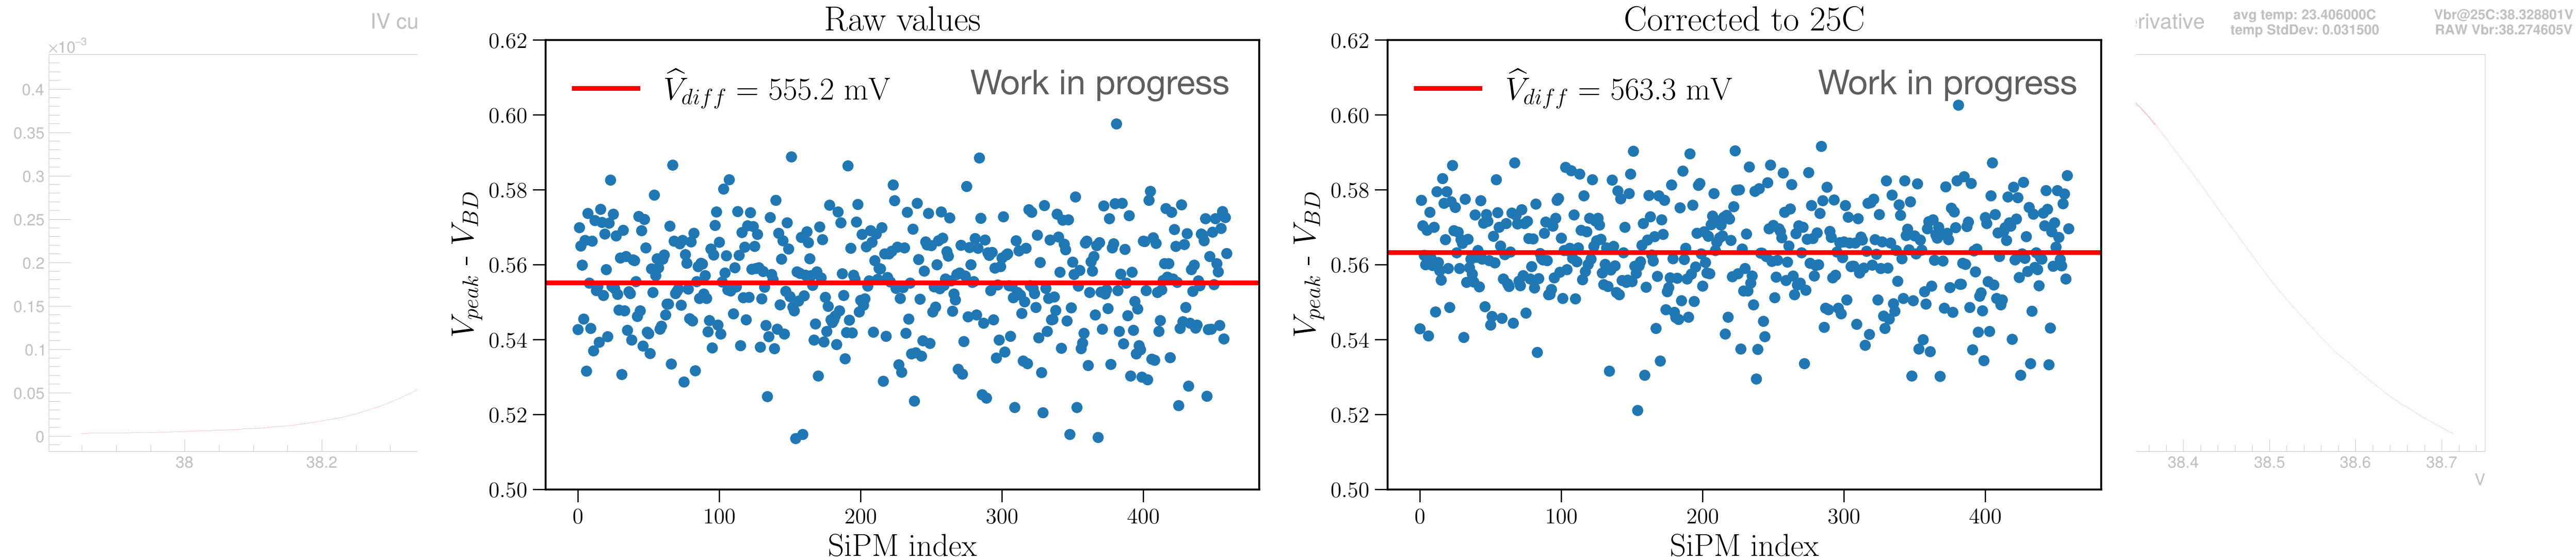 IV cu
×10⁻³
0.4
0.35
0.3
0.25
0.2
0.15
0.1
0.05
0
38
38.2
Raw values
V̂diff = 555.2 mV
Work in progress
Vpeak - VBD
0.62
0.60
0.58
0.56
0.54
0.52
0.50
0
100
200
300
400
SiPM index
Corrected to 25C
V̂diff = 563.3 mV
Work in progress
Vpeak - VBD
0.62
0.60
0.58
0.56
0.54
0.52
0.50
0
100
200
300
400
SiPM index
rivative
avg temp: 23.406000C
temp StdDev: 0.031500
Vbr@25C:38.328801V
RAW Vbr:38.274605V
38.4
38.5
38.6
38.7
V